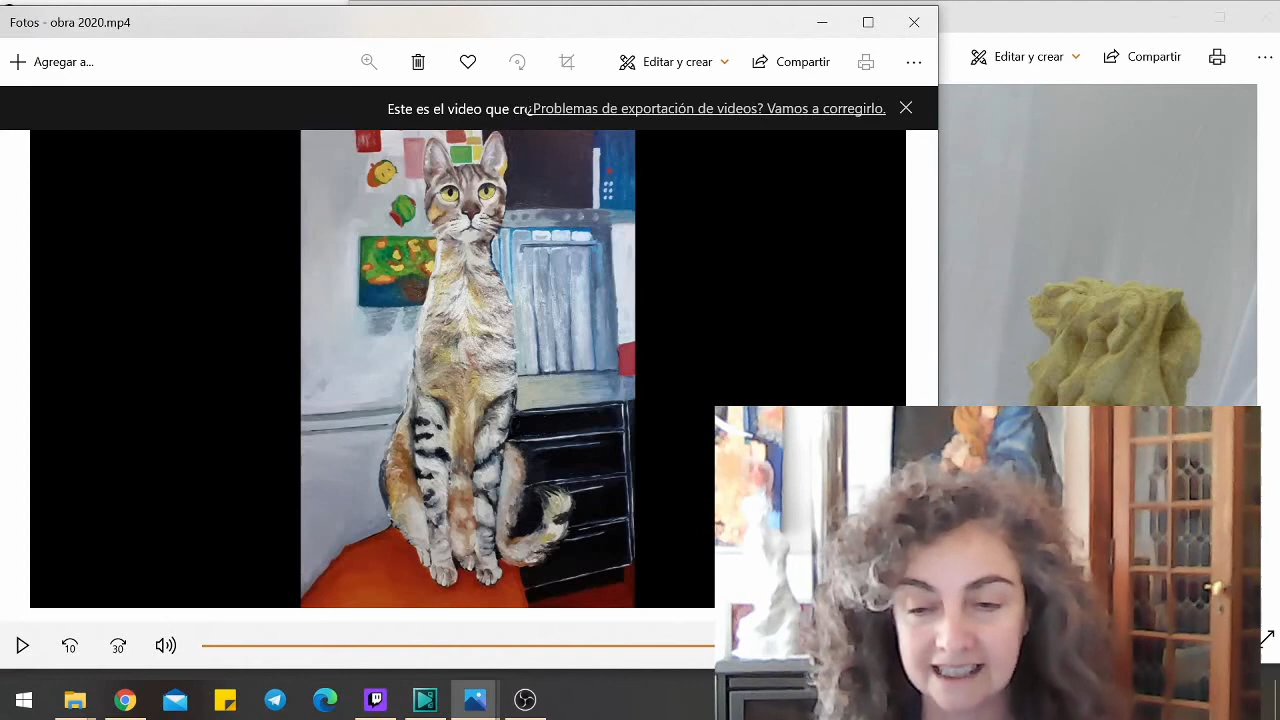 Fotos - obra 2020.mp4
Agregar a...
Editar y crear
Compartir
Editar y crear
Compartir
Este es el video que cr
¿Problemas de exportación de videos? Vamos a corregirlo.
10
30